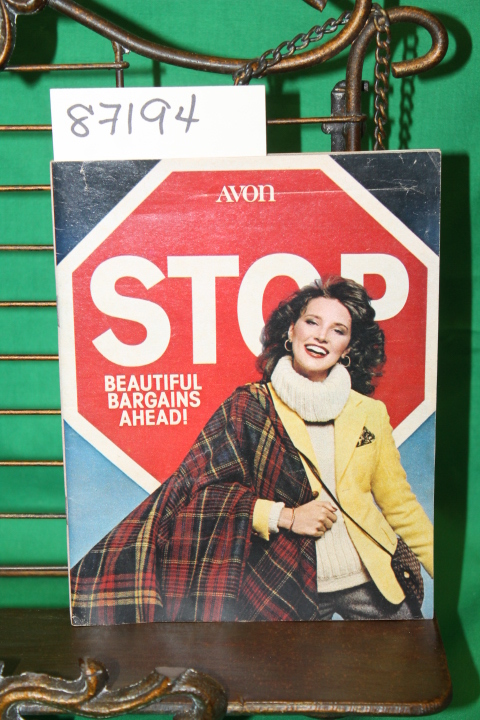 87194
AVON
STOP
BEAUTIFUL
BARGAINS
AHEAD!